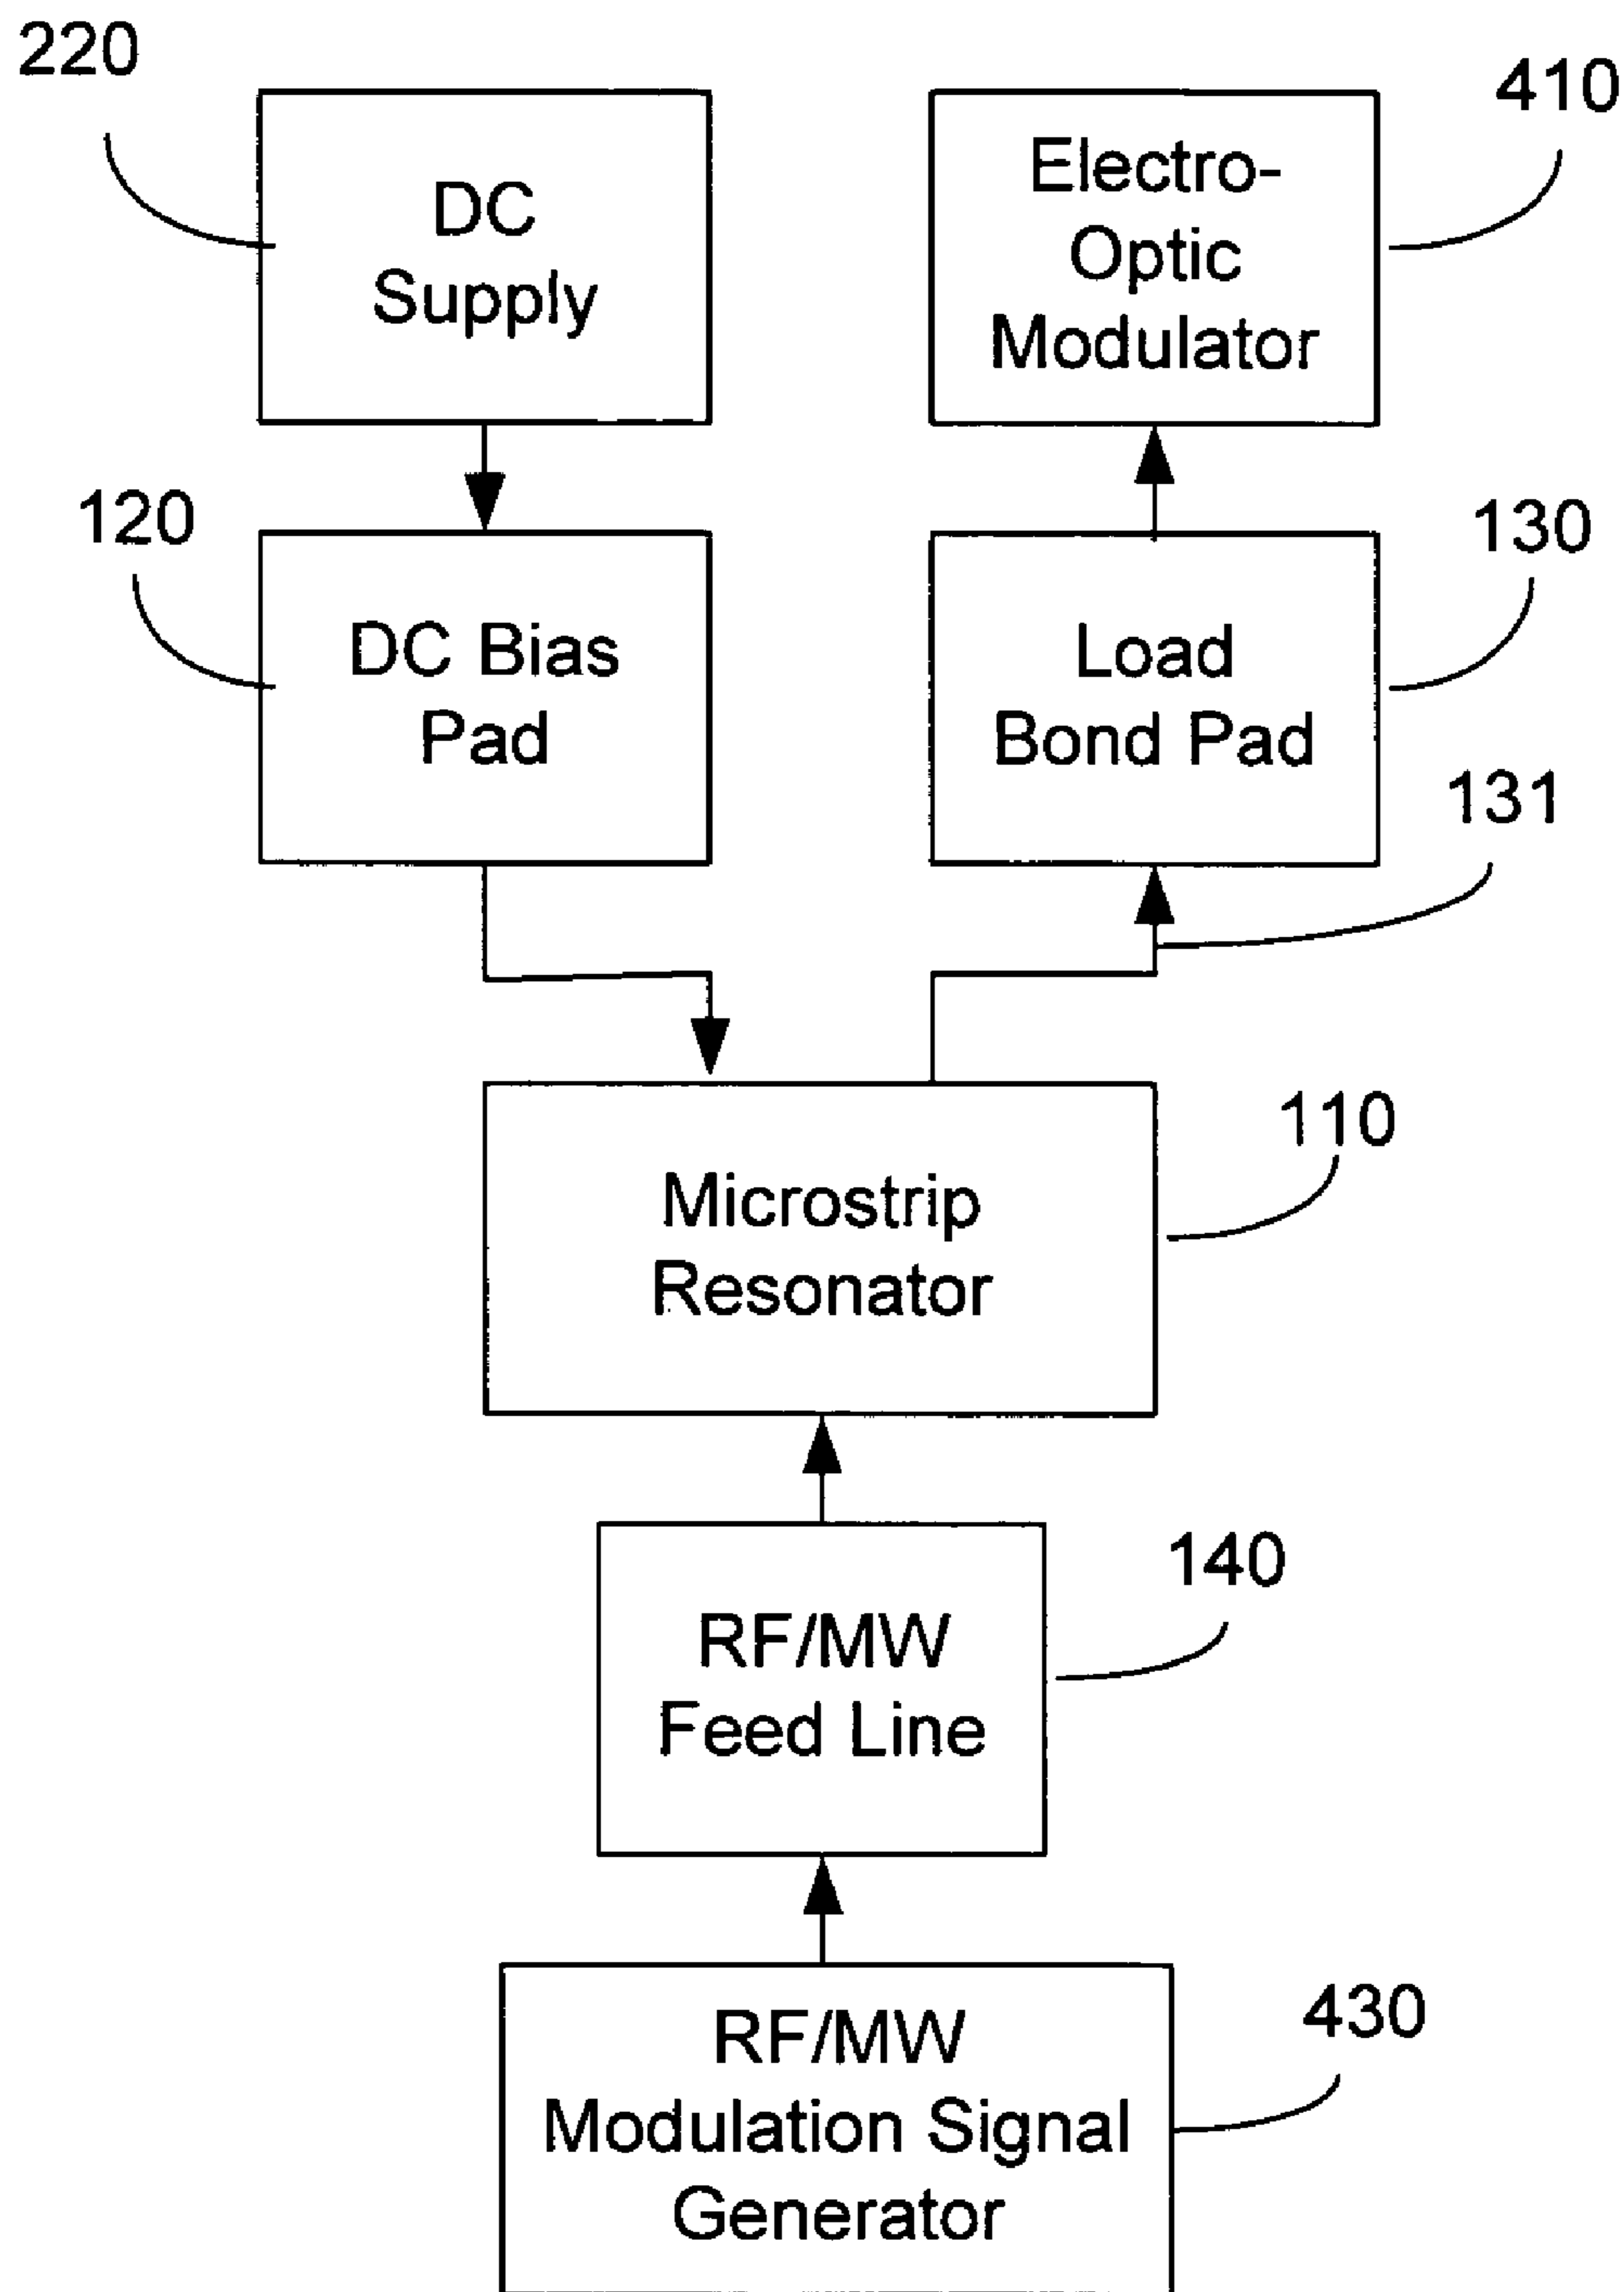 220
DC
Supply
410
Electro-
Optic
Modulator
120
DC Bias
Pad
130
Load
Bond Pad
131
110
Microstrip
Resonator
140
RF/MW
Feed Line
430
RF/MW
Modulation Signal
Generator